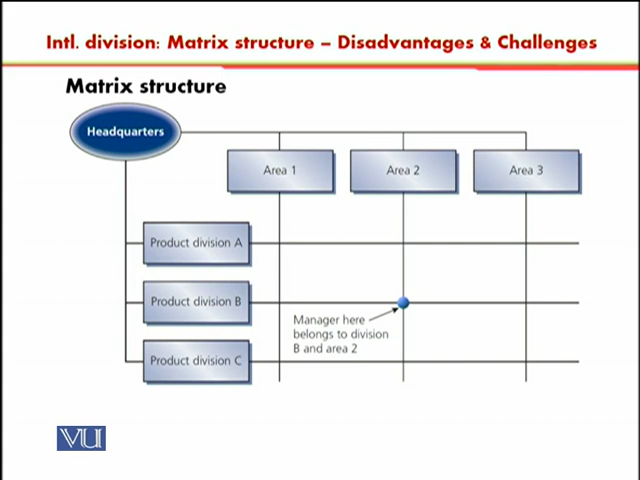 Intl. division: Matrix structure – Disadvantages & Challenges
Matrix structure
Headquarters
Area 1
Area 2
Area 3
Product division A
Product division B
Manager here
belongs to division
B and area 2
Product division C
VU